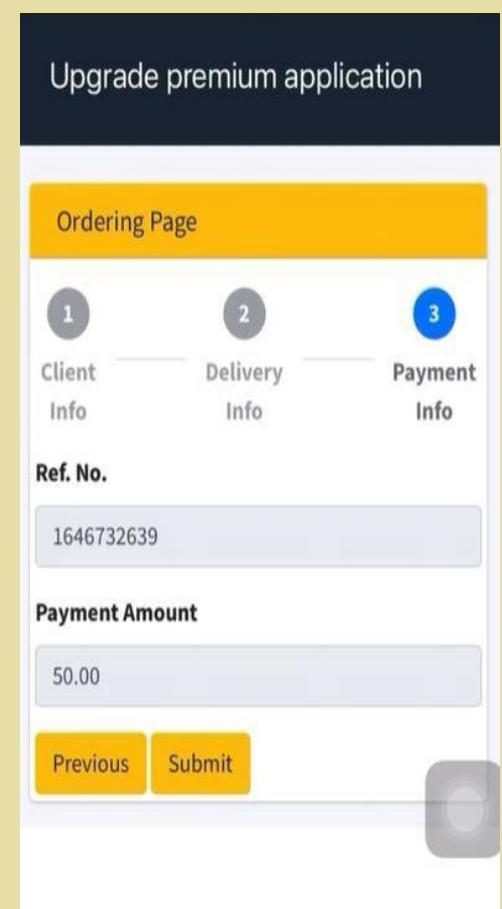 Upgrade premium application
Ordering Page
1
2
3
Client
Info
Delivery
Info
Payment
Info
Ref. No.
1646732639
Payment Amount
50.00
Previous
Submit